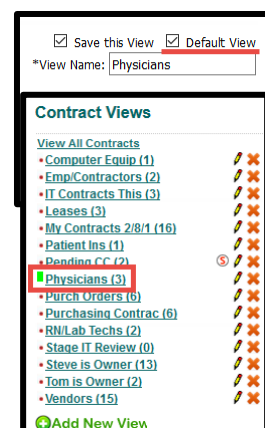 Save this View Default View
*View Name: Physicians
Contract Views
View All Contracts
Computer Equip (1)
Emp/Contractors (2)
IT Contracts This (3)
Leases (3)
My Contracts 2/8/1 (16)
Patient Ins (1)
Pending CC (2) S
Physicians (3)
Purch Orders (6)
Purchasing Contrac (6)
RN/Lab Techs (2)
Stage IT Review (0)
Steve is Owner (13)
Tom is Owner (2)
Vendors (15)
Add New View